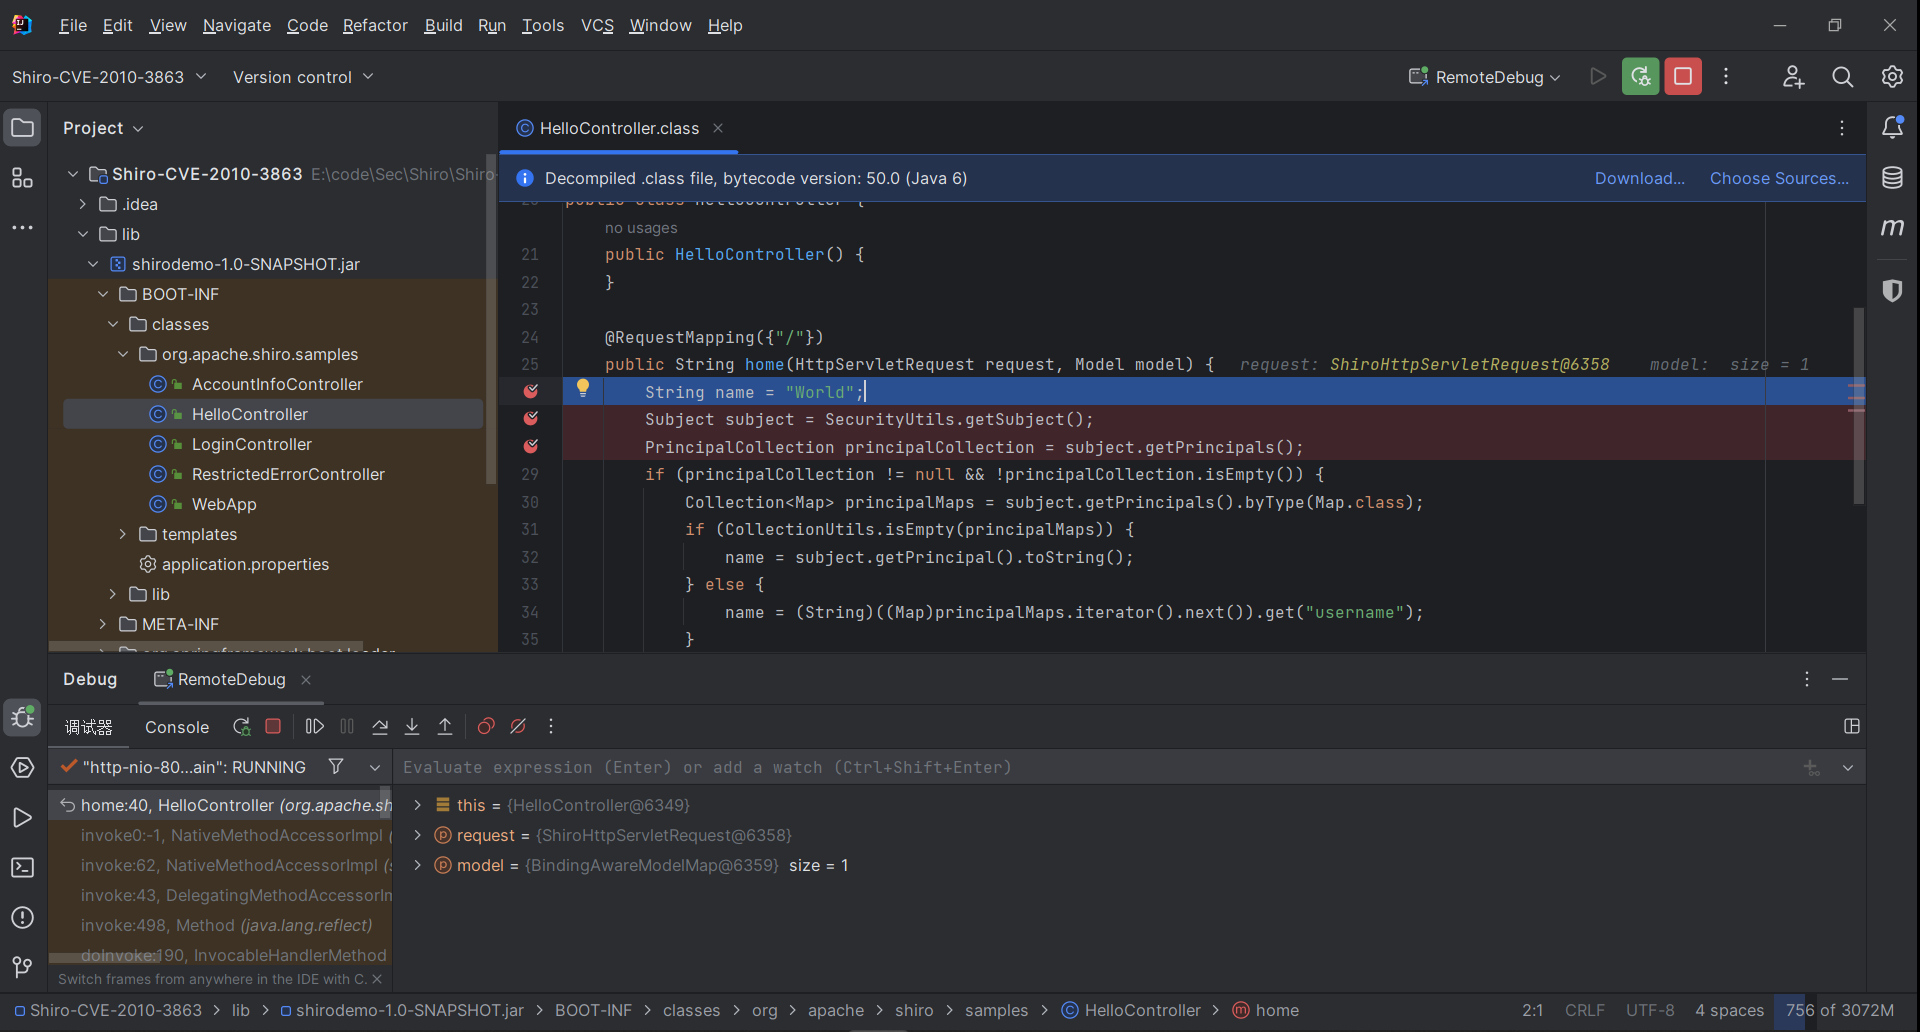 File Edit View Navigate Code Refactor Build Run Tools VCS Window Help
Shiro-CVE-2010-3863 Version control RemoteDebug
Project
HelloController.class
Shiro-CVE-2010-3863 E:\code\Sec\Shiro\Shiro-
.idea
lib
shirodemo-1.0-SNAPSHOT.jar
BOOT-INF
classes
org.apache.shiro.samples
AccountInfoController
HelloController
LoginController
RestrictedErrorController
WebApp
templates
application.properties
lib
META-INF
org.springframework.boot.loader
Decompiled .class file, bytecode version: 50.0 (Java 6) Download... Choose Sources...
20 public class HelloController {
no usages
21 public HelloController() {
22 }
23
24 @RequestMapping({"/"})
25 public String home(HttpServletRequest request, Model model) { request: ShiroHttpServletRequest@6358 model: size = 1
String name = "World";
Subject subject = SecurityUtils.getSubject();
PrincipalCollection principalCollection = subject.getPrincipals();
29 if (principalCollection != null && !principalCollection.isEmpty()) {
30 Collection<Map> principalMaps = subject.getPrincipals().byType(Map.class);
31 if (CollectionUtils.isEmpty(principalMaps)) {
32 name = subject.getPrincipal().toString();
33 } else {
34 name = (String)((Map)principalMaps.iterator().next()).get("username");
35 }
Debug RemoteDebug
调试器 Console
"http-nio-80...ain": RUNNING
Evaluate expression (Enter) or add a watch (Ctrl+Shift+Enter)
home:40, HelloController (org.apache.sh
invoke0:-1, NativeMethodAccessorImpl (
invoke:62, NativeMethodAccessorImpl (s
invoke:43, DelegatingMethodAccessorIm
invoke:498, Method (java.lang.reflect)
doInvoke:190, InvocableHandlerMethod
Switch frames from anywhere in the IDE with C.
this = {HelloController@6349}
request = {ShiroHttpServletRequest@6358}
model = {BindingAwareModelMap@6359} size = 1
Shiro-CVE-2010-3863 > lib > shirodemo-1.0-SNAPSHOT.jar > BOOT-INF > classes > org > apache > shiro > samples > HelloController > home
2:1 CRLF UTF-8 4 spaces 756 of 3072M